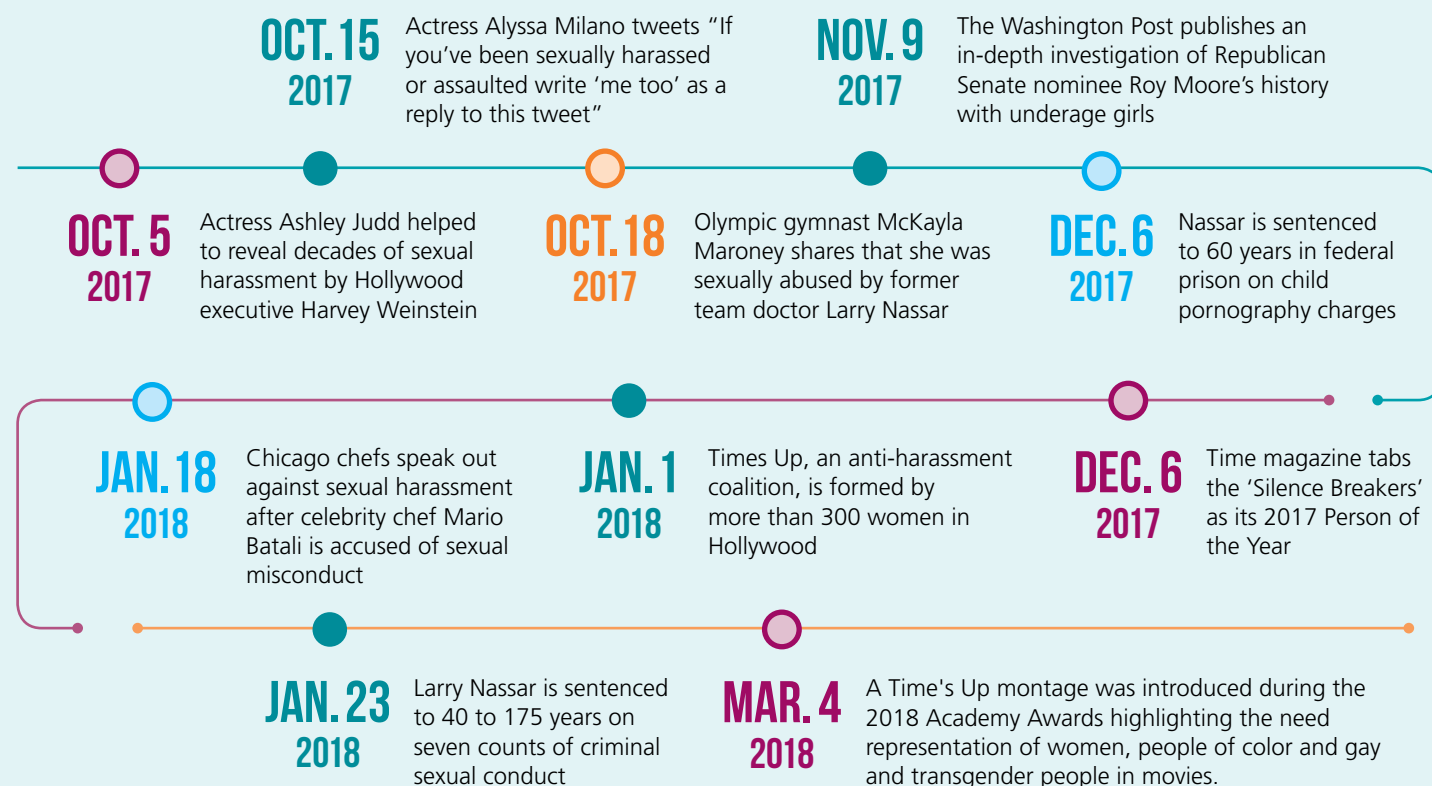 OCT. 5
2017
Actress Ashley Judd helped
to reveal decades of sexual
harassment by Hollywood
executive Harvey Weinstein
OCT. 15
2017
Actress Alyssa Milano tweets “If
you’ve been sexually harassed
or assaulted write ‘me too’ as a
reply to this tweet”
OCT. 18
2017
Olympic gymnast McKayla
Maroney shares that she was
sexually abused by former
team doctor Larry Nassar
NOV. 9
2017
The Washington Post publishes an
in-depth investigation of Republican
Senate nominee Roy Moore’s history
with underage girls
DEC. 6
2017
Nassar is sentenced
to 60 years in federal
prison on child
pornography charges
DEC. 6
2017
Time magazine tabs
the ‘Silence Breakers’
as its 2017 Person of
the Year
JAN. 1
2018
Times Up, an anti-harassment
coalition, is formed by
more than 300 women in
Hollywood
JAN. 18
2018
Chicago chefs speak out
against sexual harassment
after celebrity chef Mario
Batali is accused of sexual
misconduct
JAN. 23
2018
Larry Nassar is sentenced
to 40 to 175 years on
seven counts of criminal
sexual conduct
MAR. 4
2018
A Time's Up montage was introduced during the
2018 Academy Awards highlighting the need
representation of women, people of color and gay
and transgender people in movies.